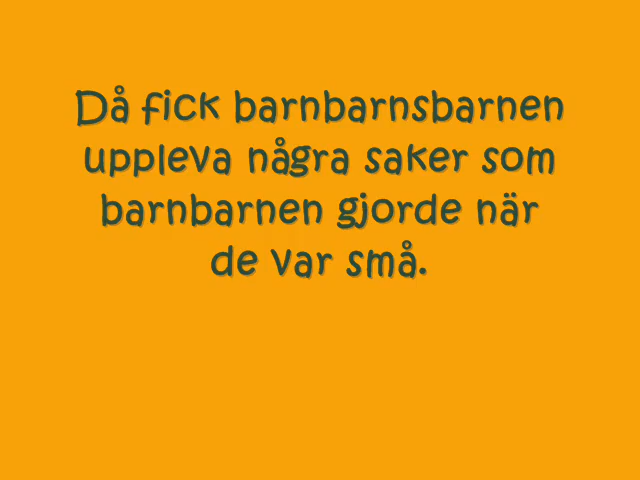 Då fick barnbarnsbarnen
uppleva några saker som
barnbarnen gjorde när
de var små.